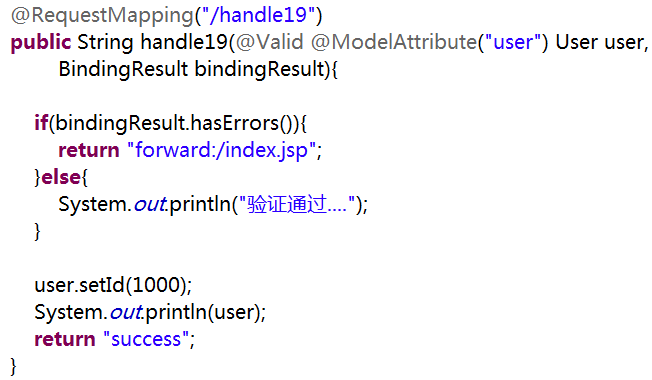 @RequestMapping("/handle19")
public String handle19(@Valid @ModelAttribute("user") User user,
BindingResult bindingResult){
if(bindingResult.hasErrors()){
return "forward:/index.jsp";
}else{
System.out.println("验证通过....");
}
user.setId(1000);
System.out.println(user);
return "success";
}